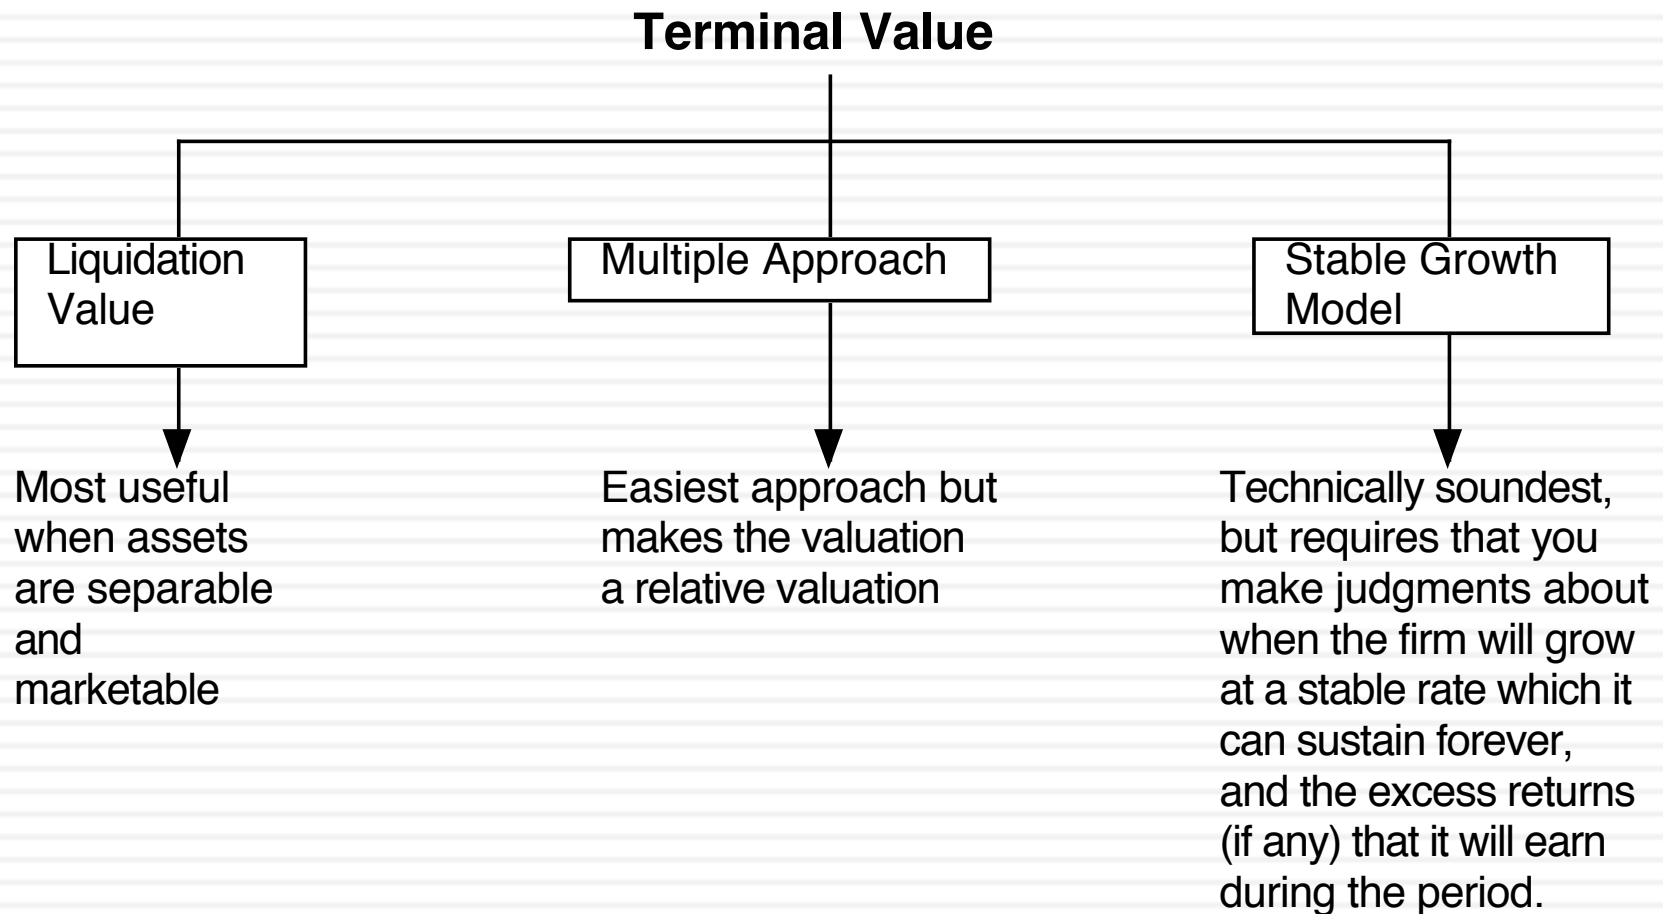 Terminal Value
Liquidation
Value
Multiple Approach
Stable Growth
Model
Most useful
when assets
are separable
and
marketable
Easiest approach but
makes the valuation
a relative valuation
Technically soundest,
but requires that you
make judgments about
when the firm will grow
at a stable rate which it
can sustain forever,
and the excess returns
(if any) that it will earn
during the period.